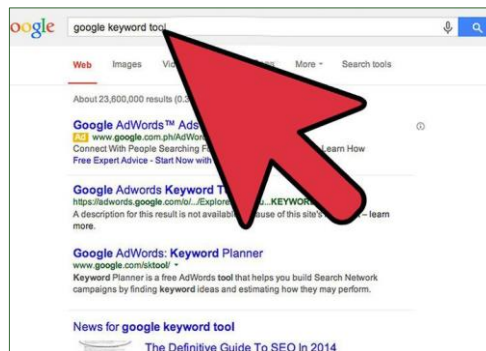 oogle google keyword tool
Web Images More Search tools
About 23,600,000 results (0.3
Google AdWords™ Ads
Ad www.google.com.ph/AdWor
Connect With People Searching F Learn How
Free Expert Advice - Start Now with
Google Adwords Keyword T
https://adwords.google.com/o/.../Explore u...KEYWOR
A description for this result is not availab ause of this site's – learn
more.
Google AdWords: Keyword Planner
www.google.com/sktool/
Keyword Planner is a free AdWords tool that helps you build Search Network
campaigns by finding keyword ideas and estimating how they may perform.
News for google keyword tool
The Definitive Guide To SEO In 2014